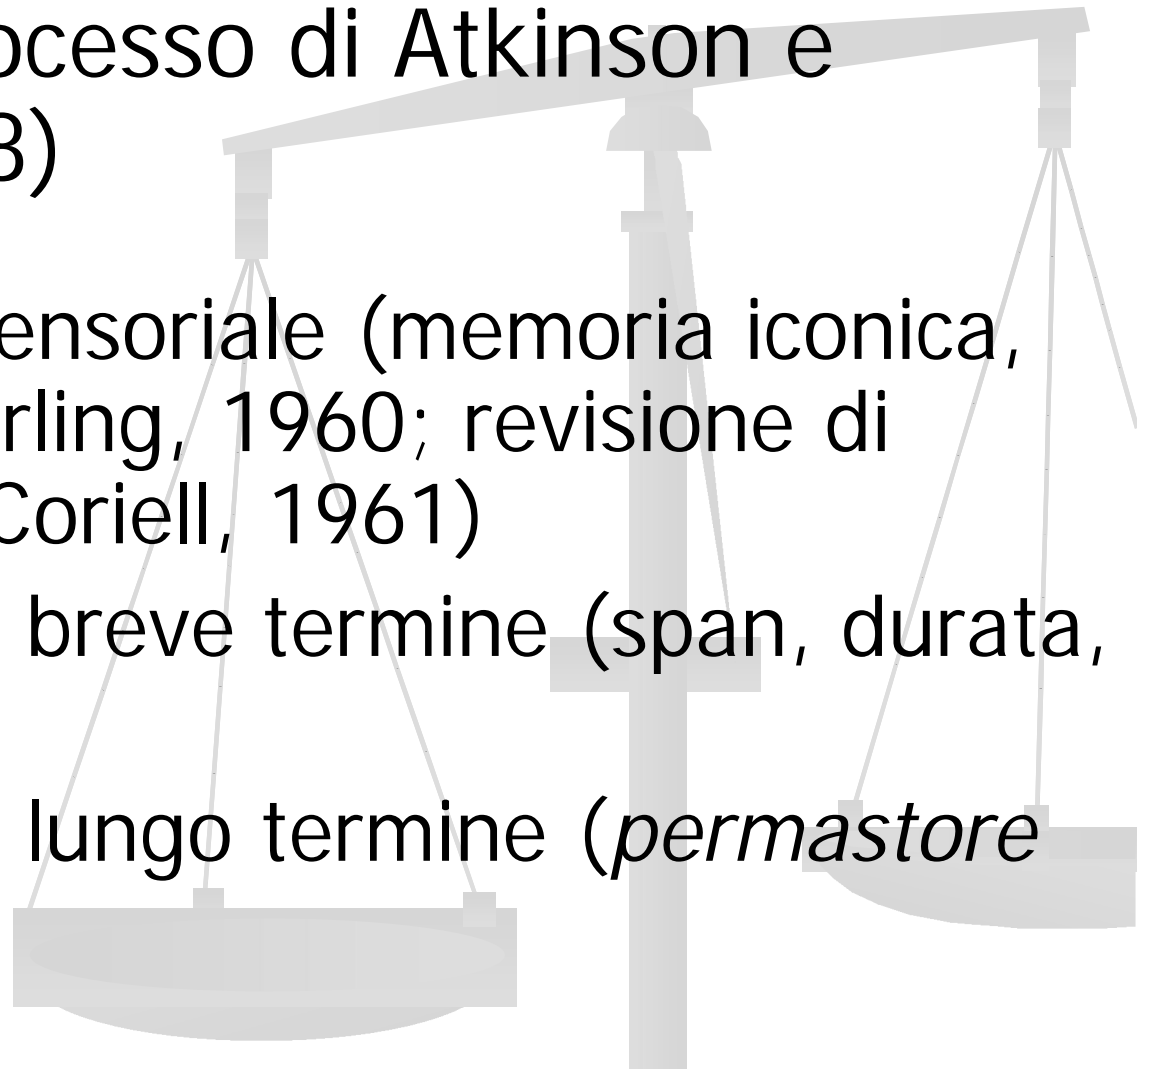 ocesso di Atkinson e
8)
ensoriale (memoria iconica,
rling, 1960; revisione di
Coriell, 1961)
breve termine (span, durata,
lungo termine (permastore